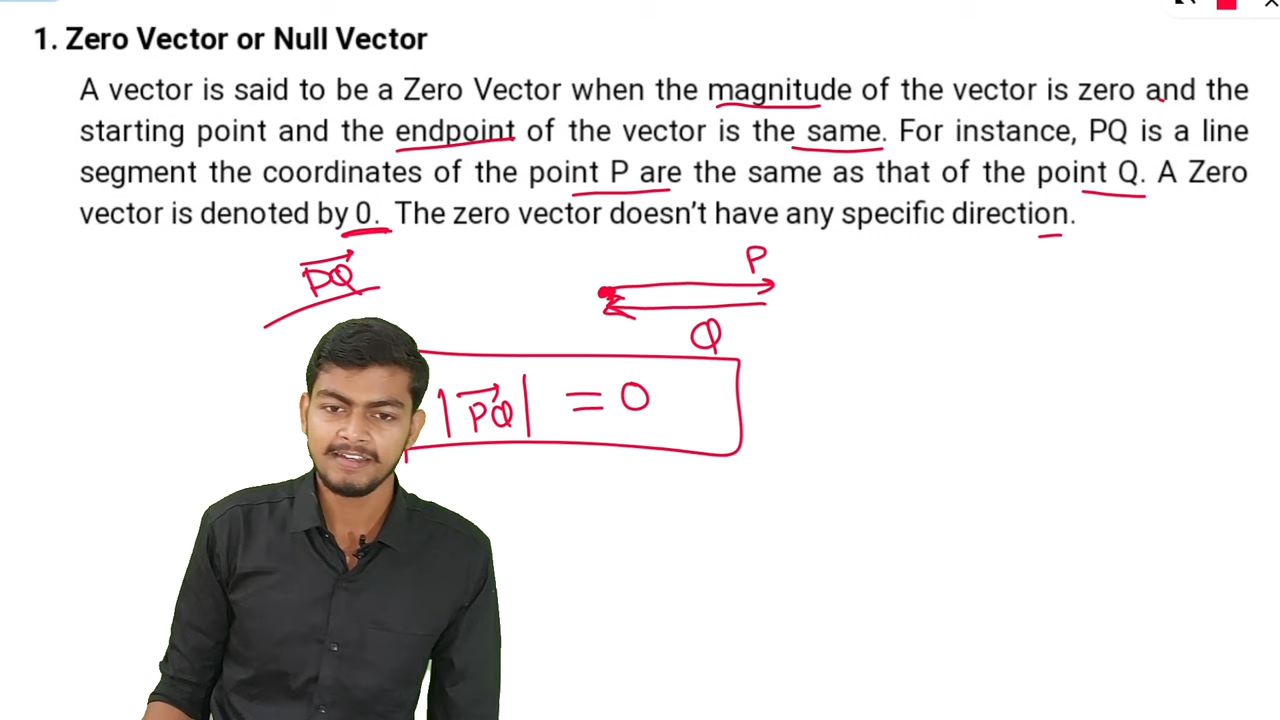 1. Zero Vector or Null Vector
A vector is said to be a Zero Vector when the magnitude of the vector is zero and the
starting point and the endpoint of the vector is the same. For instance, PQ is a line
segment the coordinates of the point P are the same as that of the point Q. A Zero
vector is denoted by 0. The zero vector doesn’t have any specific direction.
P
PQ
Q
|PQ| = 0